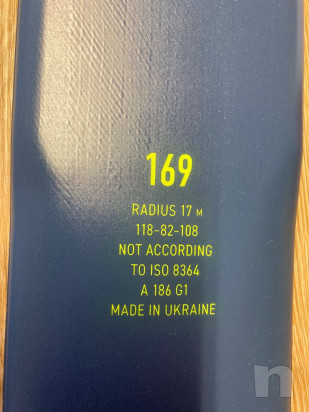 169
RADIUS 17 M
118-82-108
NOT ACCORDING
TO ISO 8364
A 186 G1
MADE IN UKRAINE
n